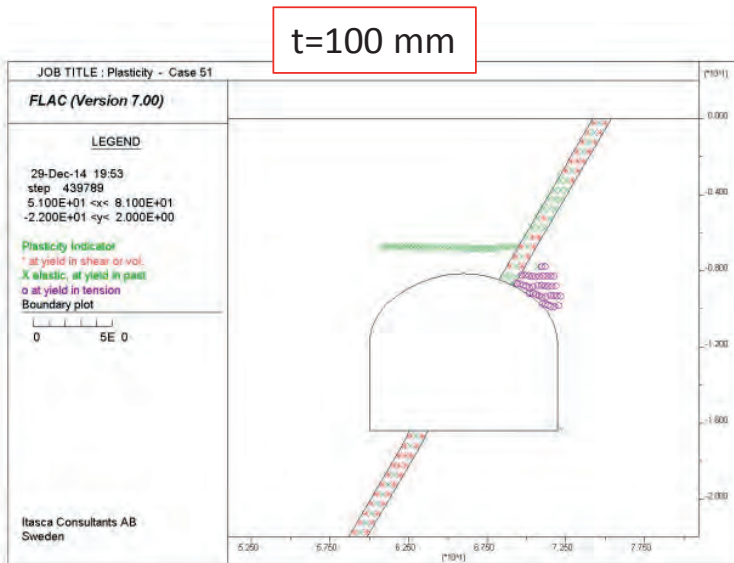 t=100 mm
JOB TITLE : Plasticity - Case 51
FLAC (Version 7.00)
LEGEND
29-Dec-14 19:53
step 439789
5.100E+01 <x< 8.100E+01
-2.200E+01 <y< 2.000E+00
Plasticity Indicator
* at yield in shear or vol.
X elastic, at yield in past
o at yield in tension
Boundary plot
0 5E 0
Itasca Consultants AB
Sweden
(*10^1)
0.000
-0.400
-0.800
-1.200
-1.600
-2.000
5.250 5.750 6.250 6.750 7.250 7.750
(*10^1)